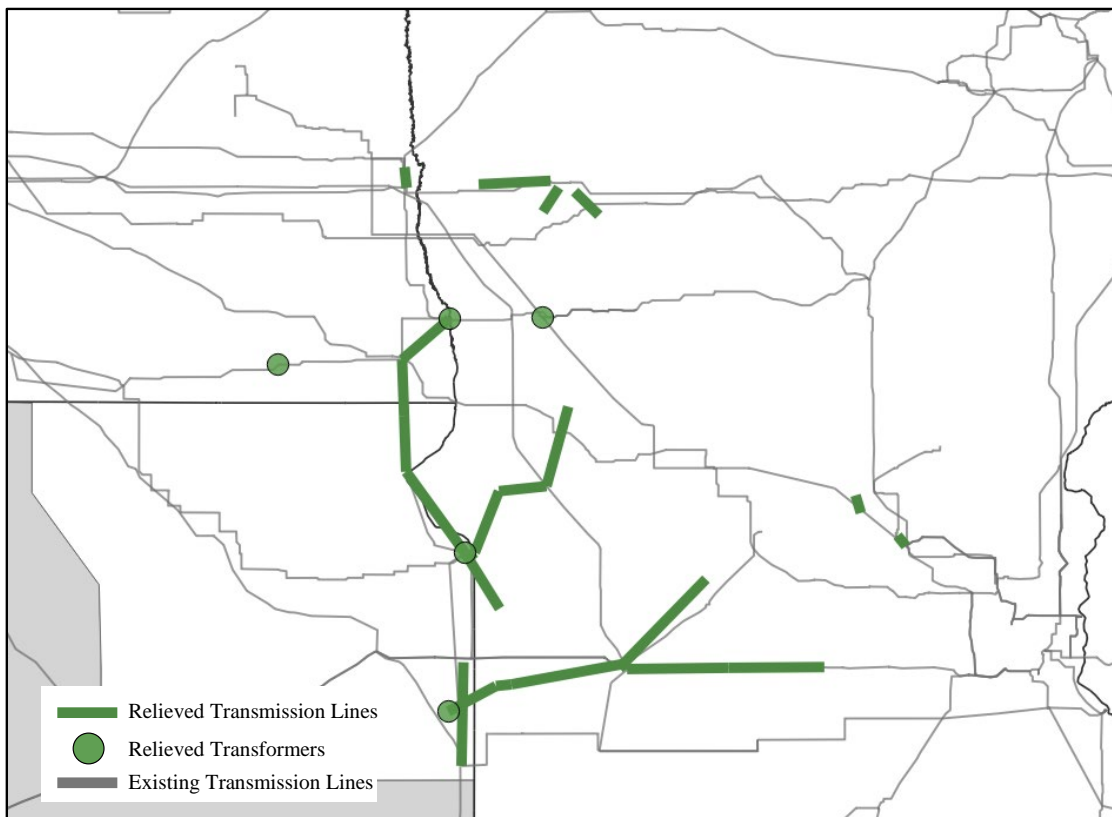 Relieved Transmission Lines
Relieved Transformers
Existing Transmission Lines